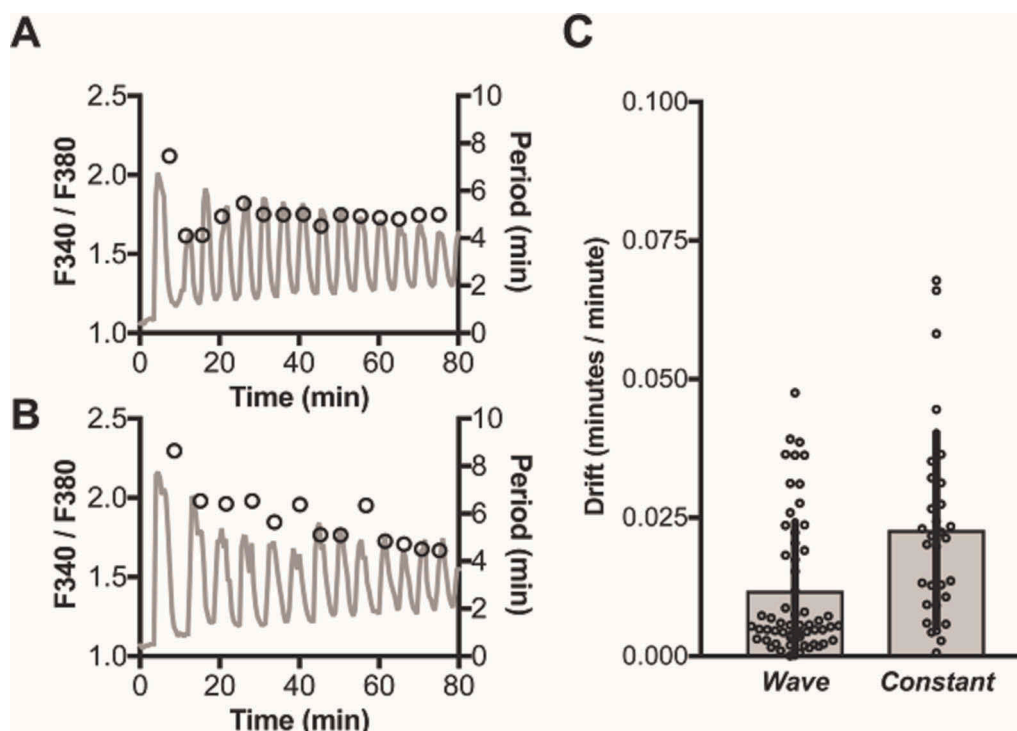 A
F340 / F380
2.5
2.0
1.5
1.0
0 20 40 60 80
Time (min)
10
8
6
4
2
0
Period (min)
B
F340 / F380
2.5
2.0
1.5
1.0
0 20 40 60 80
Time (min)
10
8
6
4
2
0
Period (min)
C
Drift (minutes / minute)
0.100
0.075
0.050
0.025
0.000
Wave Constant